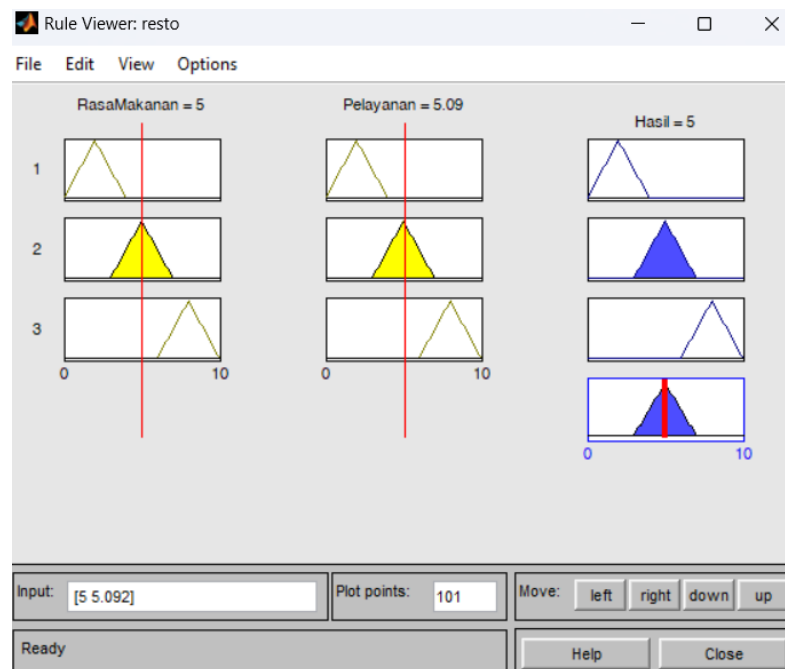 Rule Viewer: resto
File Edit View Options
RasaMakanan = 5
Pelayanan = 5.09
Hasil = 5
1
2
3
0 10
0 10
0 10
Input: [5 5.092]
Plot points: 101
Move: left right down up
Ready
Help Close